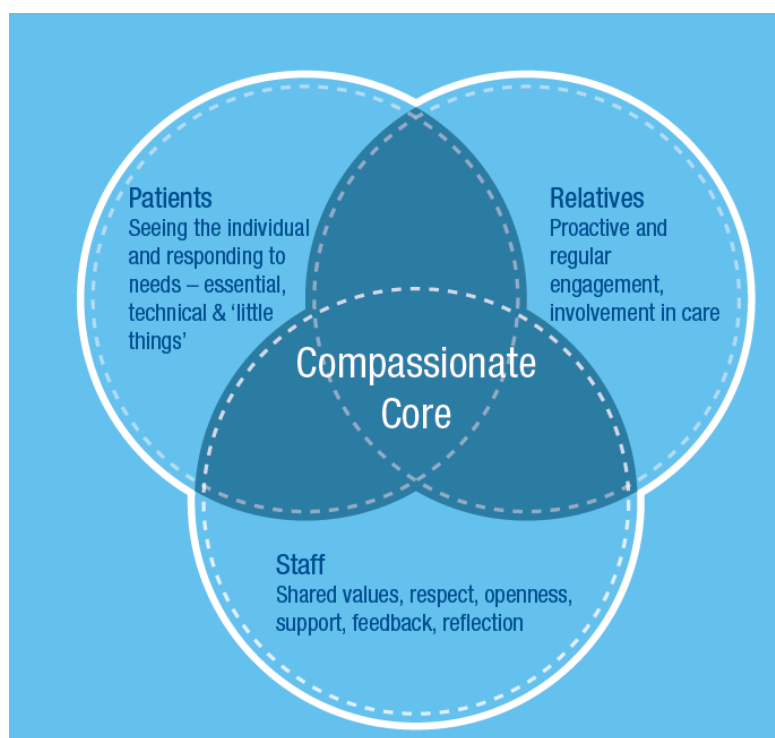 Patients
Seeing the individual
and responding to
needs – essential,
technical & ‘little
things’
Relatives
Proactive and
regular
engagement,
involvement in care
Compassionate
Core
Staff
Shared values, respect, openness,
support, feedback, reflection